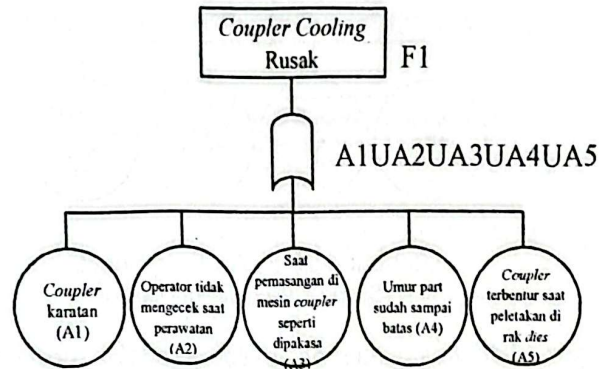 Coupler Cooling
Rusak
F1
A1UA2UA3UA4UA5
Coupler
karatan
(A1)
Operator tidak
mengecek saat
perawatan
(A2)
Saat
pemasangan di
mesin coupler
seperti
dipakasa
(A3)
Umur part
sudah sampai
batas (A4)
Coupler
terbentur saat
peletakan di
rak dies
(A5)